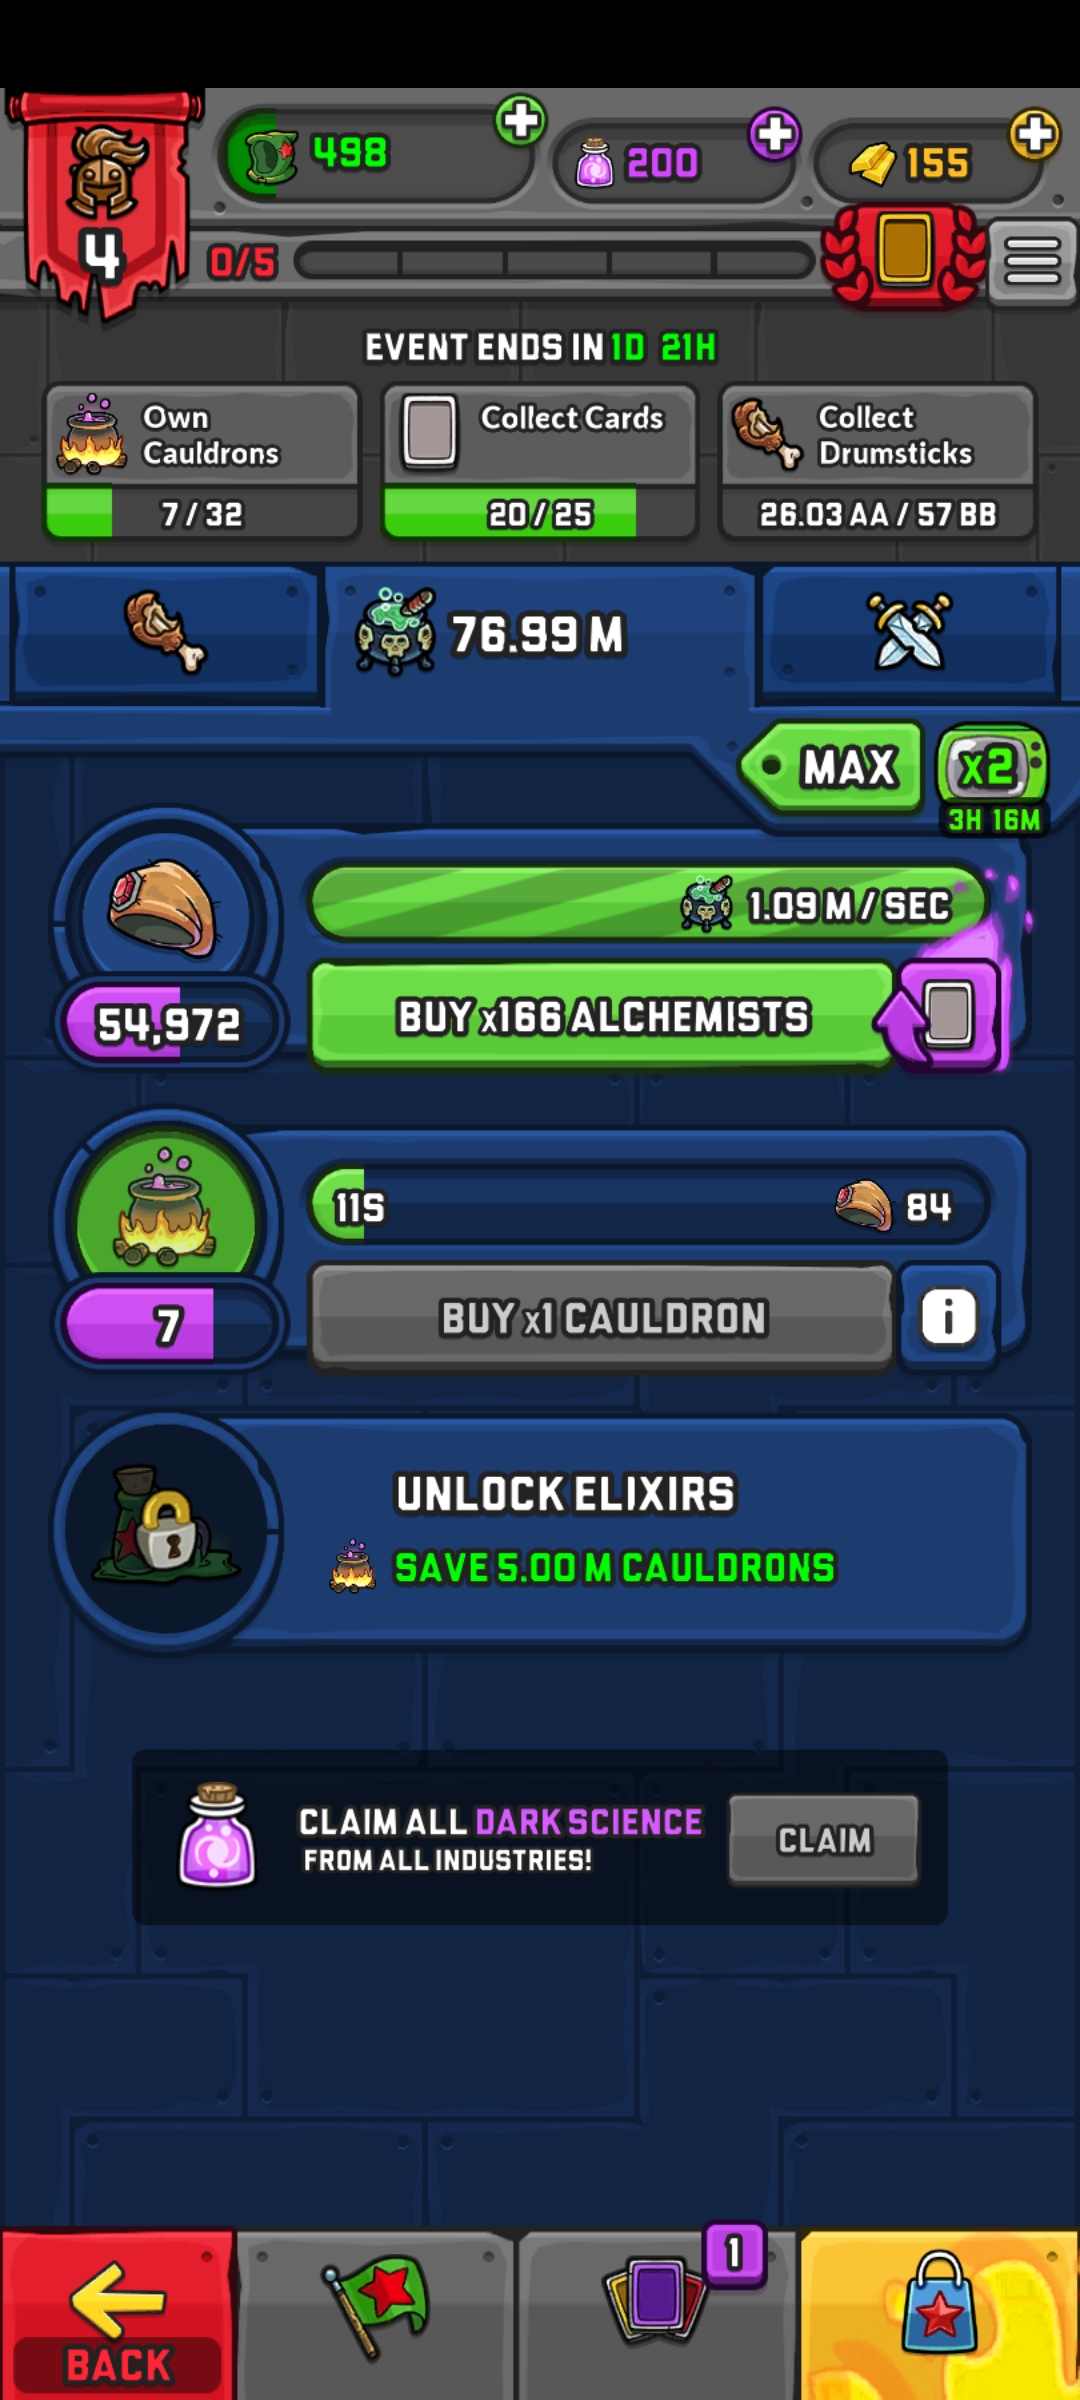 498
200
155
4
0/5
EVENT ENDS IN 1D 21H
Own
Cauldrons
7/32
Collect Cards
20/25
Collect
Drumsticks
26.03 AA / 57 BB
76.99 M
MAX
x2
3H 16M
1.09 M / SEC
54,972
BUY x166 ALCHEMISTS
11S
84
7
BUY x1 CAULDRON
i
UNLOCK ELIXIRS
SAVE 5.00 M CAULDRONS
CLAIM ALL DARK SCIENCE
FROM ALL INDUSTRIES!
CLAIM
1
BACK